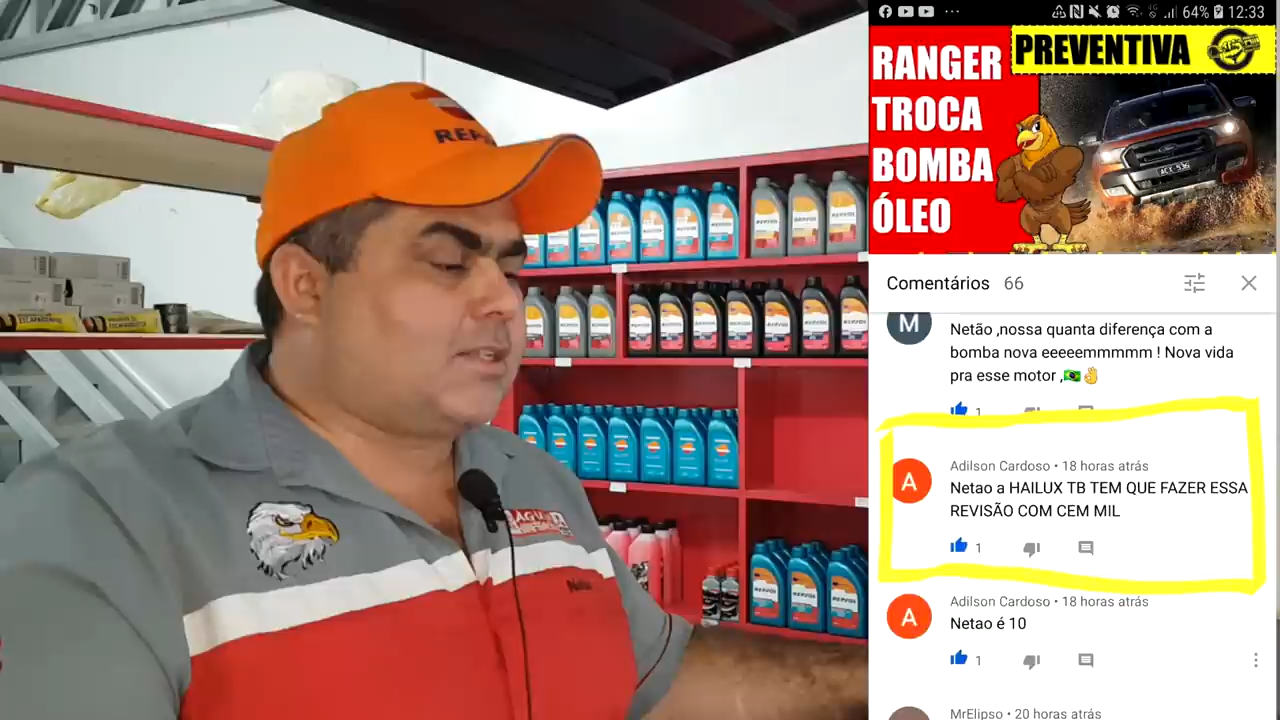 64% 12:33
RANGER
TROCA
BOMBA
ÓLEO
PREVENTIVA
Comentários 66
M
Netão ,nossa quanta diferença com a
bomba nova eeeeemmmmm ! Nova vida
pra esse motor ,🇧🇷👌
1
A
Adilson Cardoso • 18 horas atrás
Netao a HAILUX TB TEM QUE FAZER ESSA
REVISÃO COM CEM MIL
1
A
Adilson Cardoso • 18 horas atrás
Netao é 10
1
MrElipso • 20 horas atrás